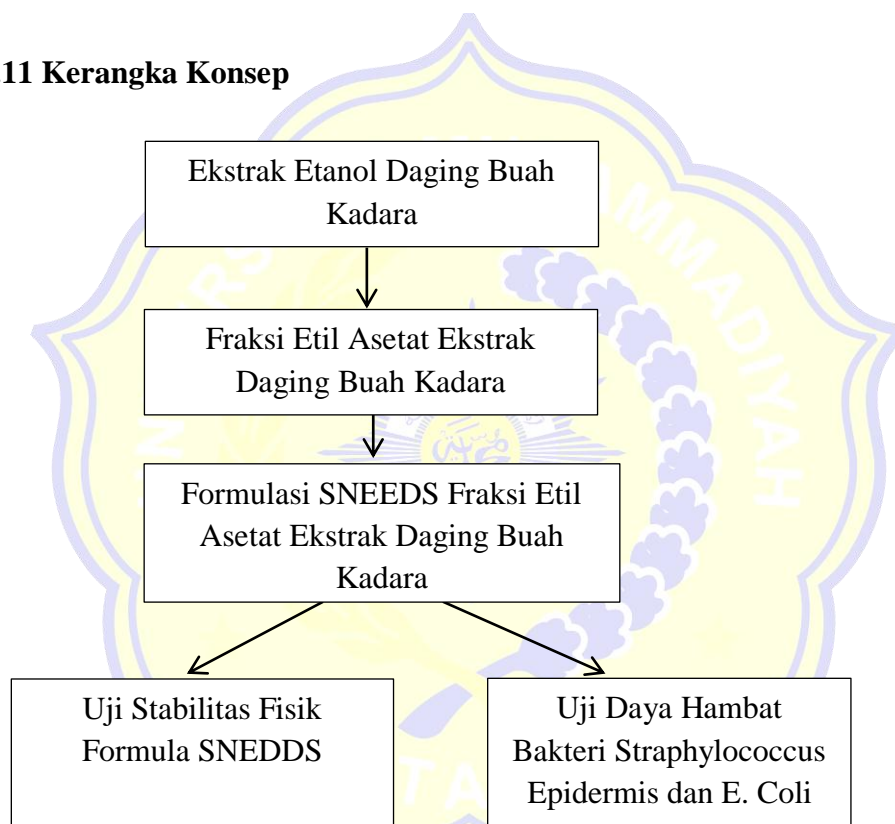 .11 Kerangka Konsep
Ekstrak Etanol Daging Buah
Kadara
Fraksi Etil Asetat Ekstrak
Daging Buah Kadara
Formulasi SNEEDS Fraksi Etil
Asetat Ekstrak Daging Buah
Kadara
Uji Stabilitas Fisik
Formula SNEDDS
Uji Daya Hambat
Bakteri Straphylococcus
Epidermis dan E. Coli